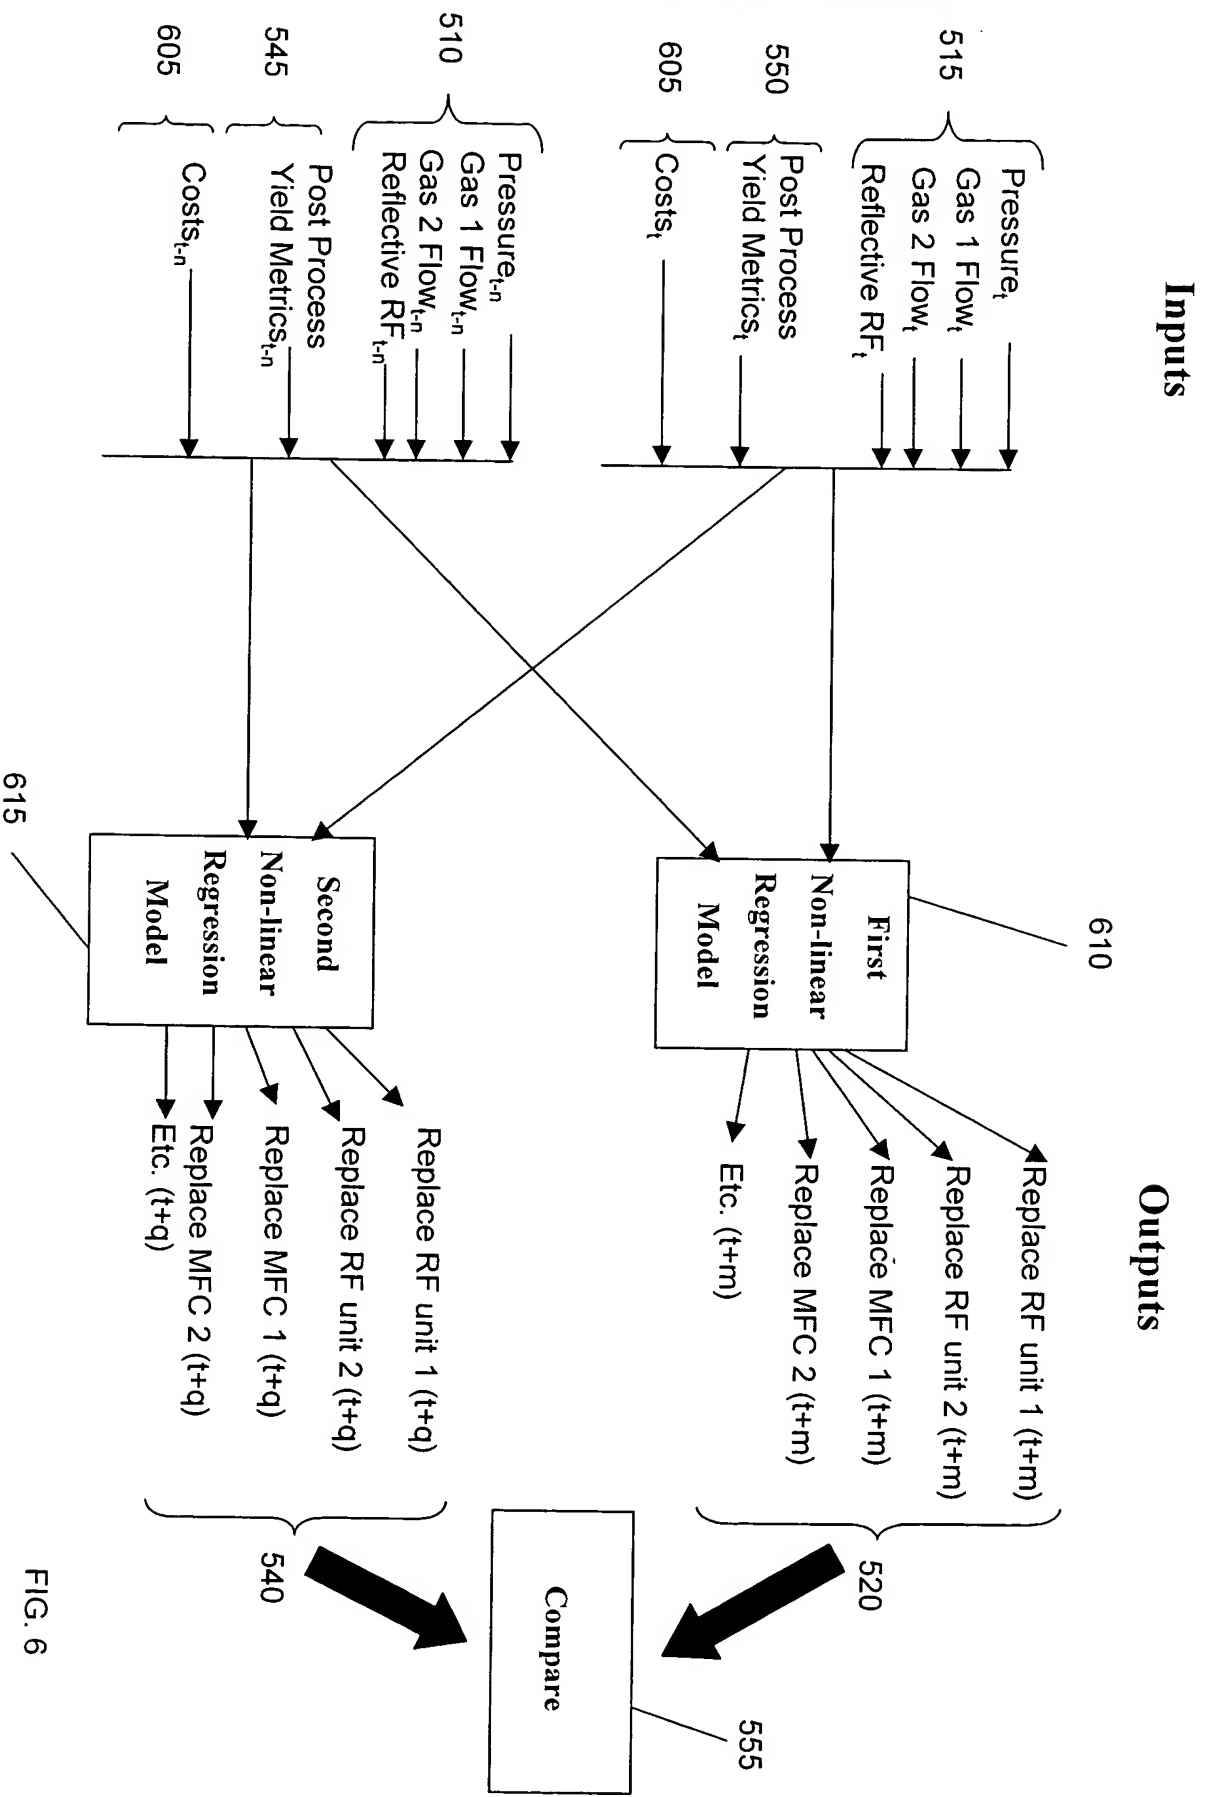 Inputs
Outputs
515
Pressure_t
Gas 1 Flow_t
Gas 2 Flow_t
Reflective RF_t
550
Post Process
Yield Metrics_t
605
Costs_t
510
Pressure_t-n
Gas 1 Flow_t-n
Gas 2 Flow_t-n
Reflective RF_t-n
545
Post Process
Yield Metrics_t-n
605
Costs_t-n
610
First
Non-linear
Regression
Model
615
Second
Non-linear
Regression
Model
Replace RF unit 1 (t+m)
Replace RF unit 2 (t+m)
Replace MFC 1 (t+m)
Replace MFC 2 (t+m)
Etc. (t+m)
520
Replace RF unit 1 (t+q)
Replace RF unit 2 (t+q)
Replace MFC 1 (t+q)
Replace MFC 2 (t+q)
Etc. (t+q)
540
Compare
555
FIG. 6